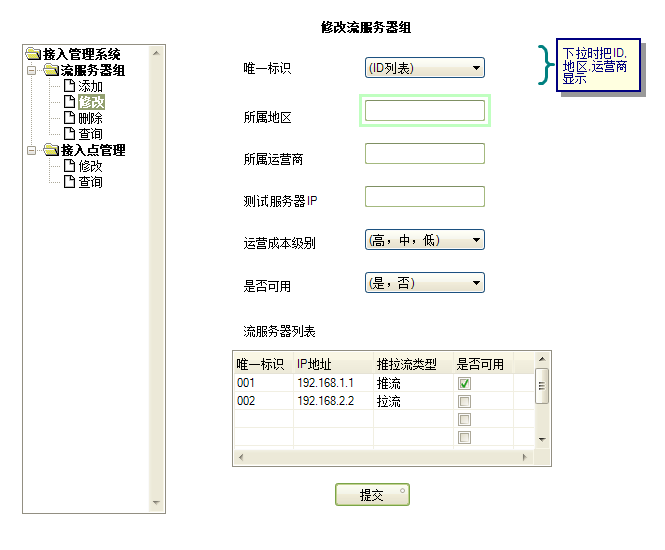 修改流服务器组
接入管理系统
流服务器组
添加
修改
删除
查询
接入点管理
修改
查询
唯一标识
(ID列表)
下拉时把ID.
地区.运营商
显示
所属地区
所属运营商
测试服务器IP
运营成本级别
(高，中，低)
是否可用
(是，否)
流服务器列表
唯一标识 IP地址 推拉流类型 是否可用
001 192.168.1.1 推流
002 192.168.2.2 拉流
提交